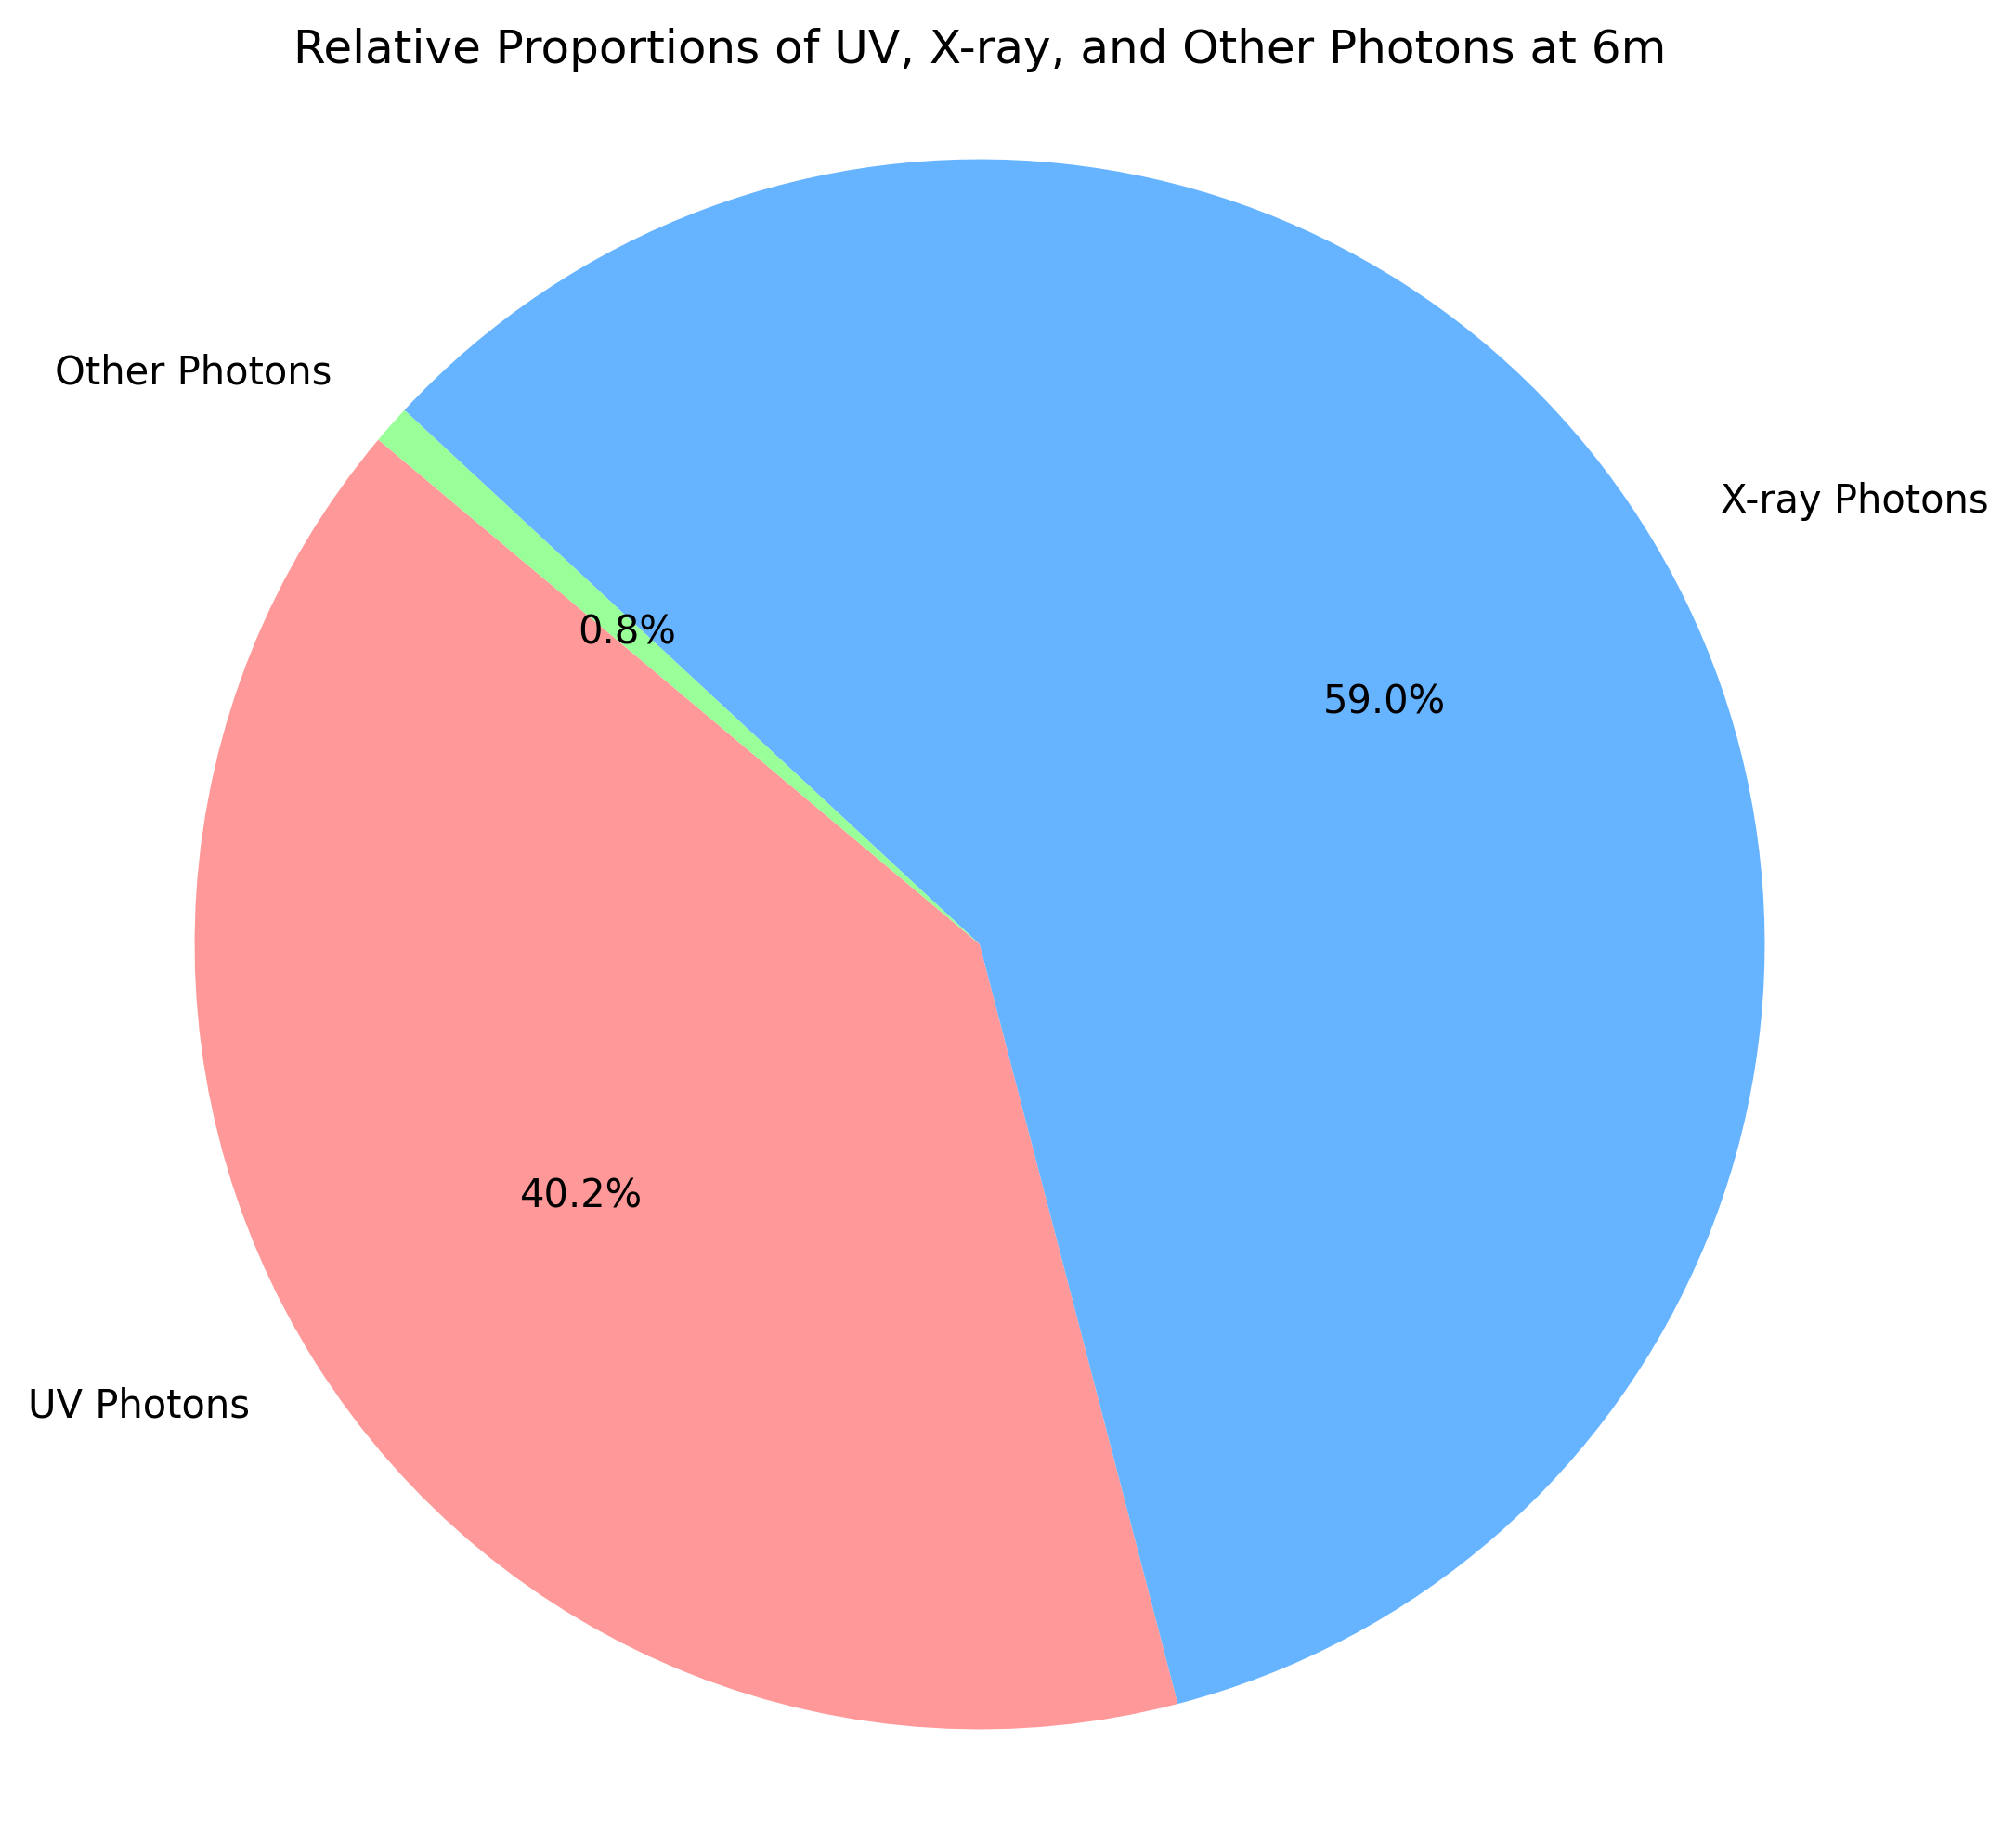 Relative Proportions of UV, X-ray, and Other Photons at 6m
Other Photons
X-ray Photons
0.8%
59.0%
40.2%
UV Photons